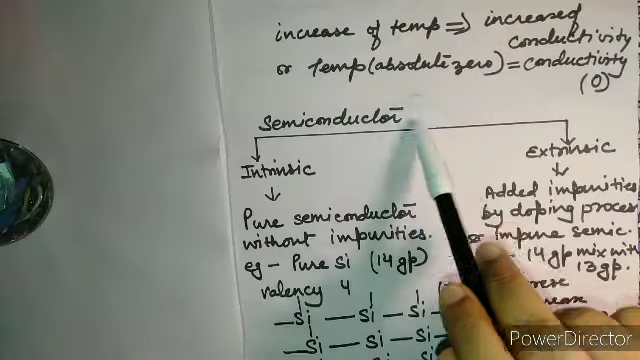 increase of temp ⇒ increased conductivity
or Temp(absolute zero) = conductivity (0)
Semiconductor
Intrinsic
↓
Pure semiconductor
without impurities.
eg - Pure Si (14 gp)
valency 4
- Si - Si - Si
- Si - Si - Si
Si Si
Extrinsic
↓
Added impurities
by doping process
impure semic.
- 14 gp mix with
13 gp.
PowerDirector